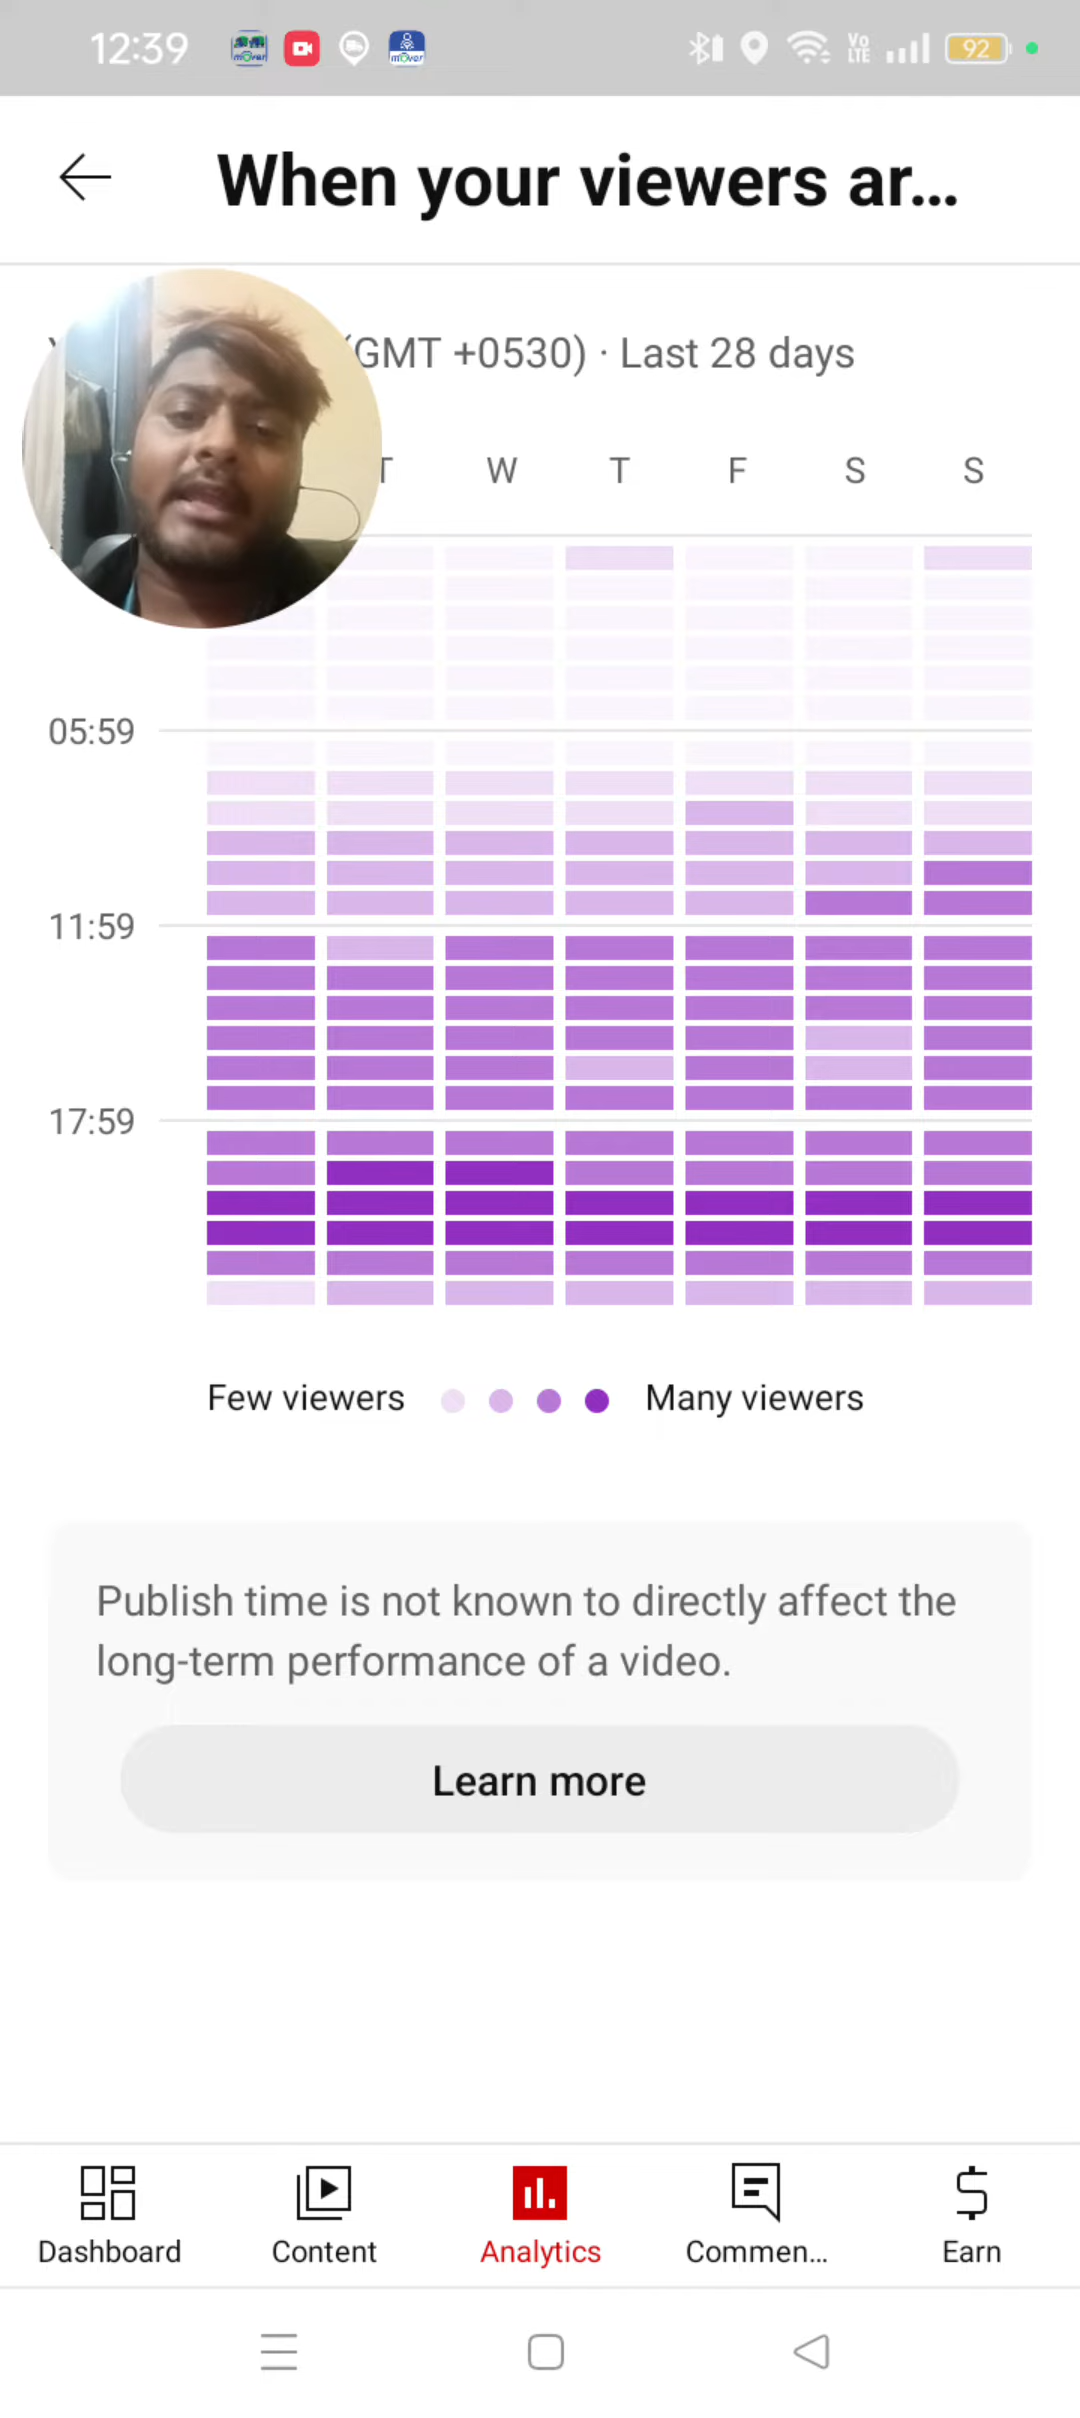 12:39
Vo
LTE
92
When your viewers ar...
(GMT +0530) · Last 28 days
T W T F S S
05:59
11:59
17:59
Few viewers
Many viewers
Publish time is not known to directly affect the
long-term performance of a video.
Learn more
Dashboard
Content
Analytics
Commen...
Earn